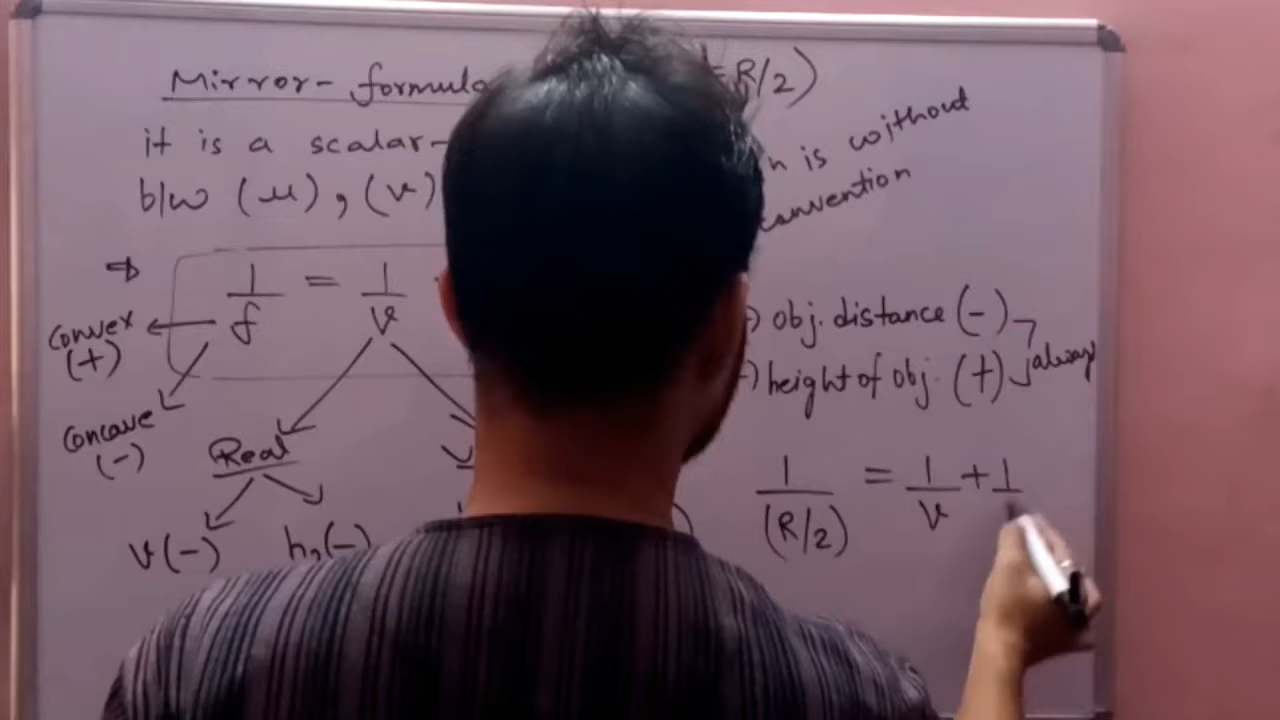 Mirror- formula R/2)
it is a scalar-
b/w (u), (v)
is without
convention
⇒ 1/f = 1/v
convex
(+)
concave
(-)
Real
v(-) h₂(-)
obj. distance (-)
height of obj. (+) always
1/(R/2) = 1/v + 1